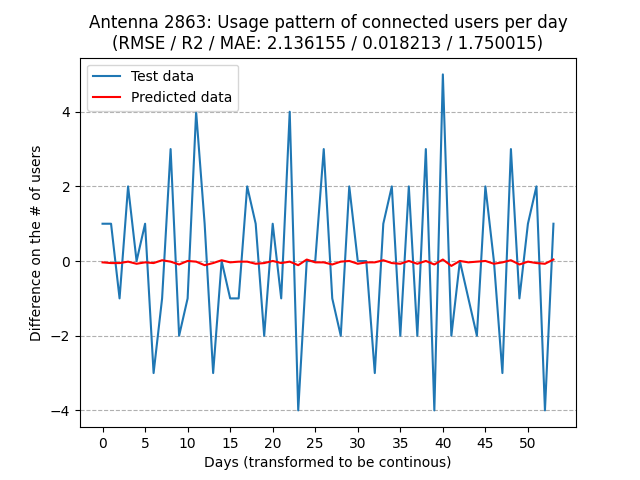 Antenna 2863: Usage pattern of connected users per day
(RMSE / R2 / MAE: 2.136155 / 0.018213 / 1.750015)
Test data
Predicted data
Difference on the # of users
4
2
0
−2
−4
0 5 10 15 20 25 30 35 40 45 50
Days (transformed to be continous)